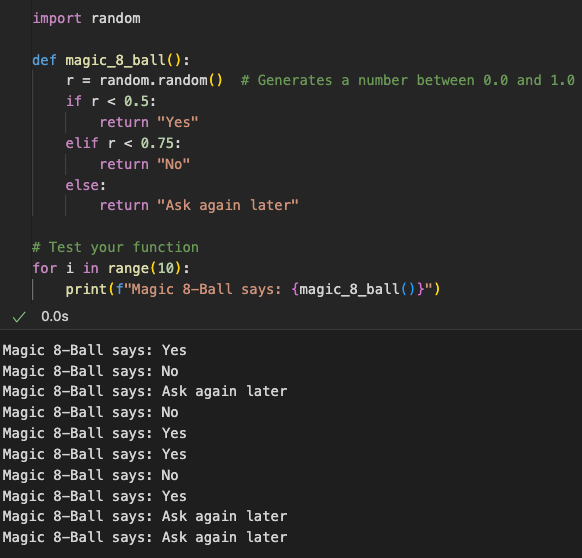 import random

def magic_8_ball():
    r = random.random()  # Generates a number between 0.0 and 1.0
    if r < 0.5:
        return "Yes"
    elif r < 0.75:
        return "No"
    else:
        return "Ask again later"

# Test your function
for i in range(10):
    print(f"Magic 8-Ball says: {magic_8_ball()}")
0.0s
Magic 8-Ball says: Yes
Magic 8-Ball says: No
Magic 8-Ball says: Ask again later
Magic 8-Ball says: No
Magic 8-Ball says: Yes
Magic 8-Ball says: Yes
Magic 8-Ball says: No
Magic 8-Ball says: Yes
Magic 8-Ball says: Ask again later
Magic 8-Ball says: Ask again later